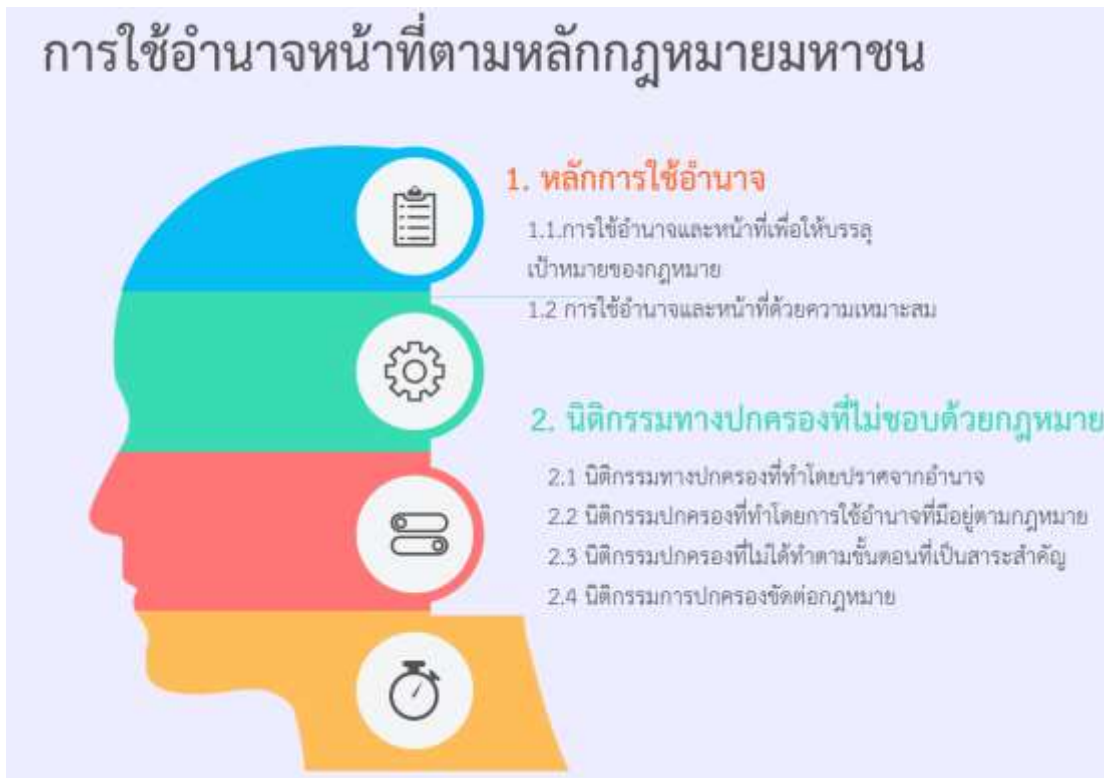 การใช้อำนาจหน้าที่ตามหลักกฎหมายมหาชน
1. หลักการใช้อำนาจ
1.1.การใช้อำนาจและหน้าที่เพื่อให้บรรลุ
เป้าหมายของกฎหมาย
1.2 การใช้อำนาจและหน้าที่ด้วยความเหมาะสม
2. นิติกรรมทางปกครองที่ไม่ชอบด้วยกฎหมาย
2.1 นิติกรรมทางปกครองที่ทำโดยปราศจากอำนาจ
2.2 นิติกรรมปกครองที่ทำโดยการใช้อำนาจที่มีอยู่ตามกฎหมาย
2.3 นิติกรรมปกครองที่ไม่ได้ทำตามขั้นตอนที่เป็นสาระสำคัญ
2.4 นิติกรรมการปกครองขัดต่อกฎหมาย